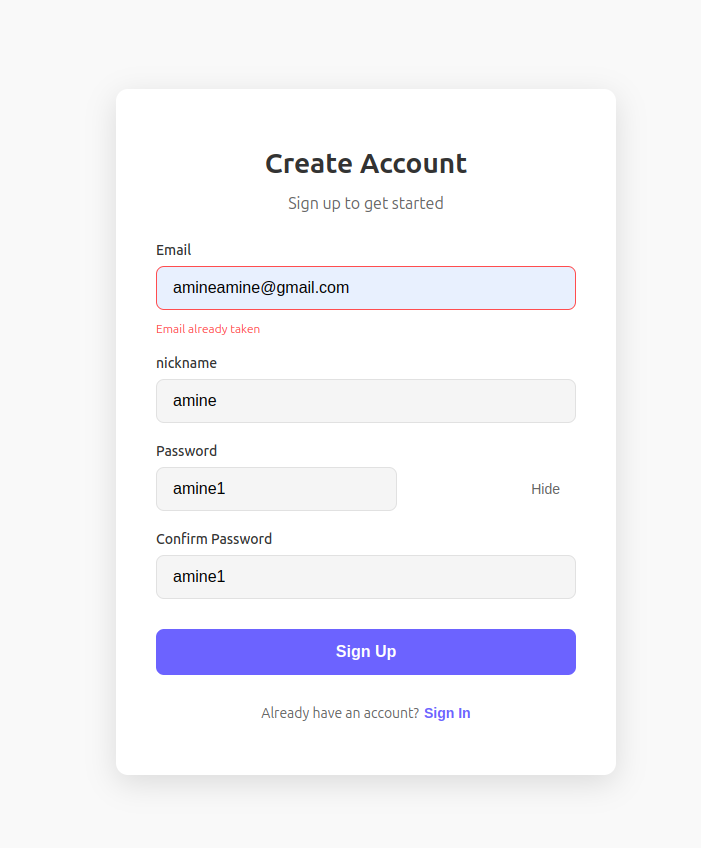 Create Account
Sign up to get started
Email
amineamine@gmail.com
Email already taken
nickname
amine
Password
amine1
Hide
Confirm Password
amine1
Sign Up
Already have an account? Sign In